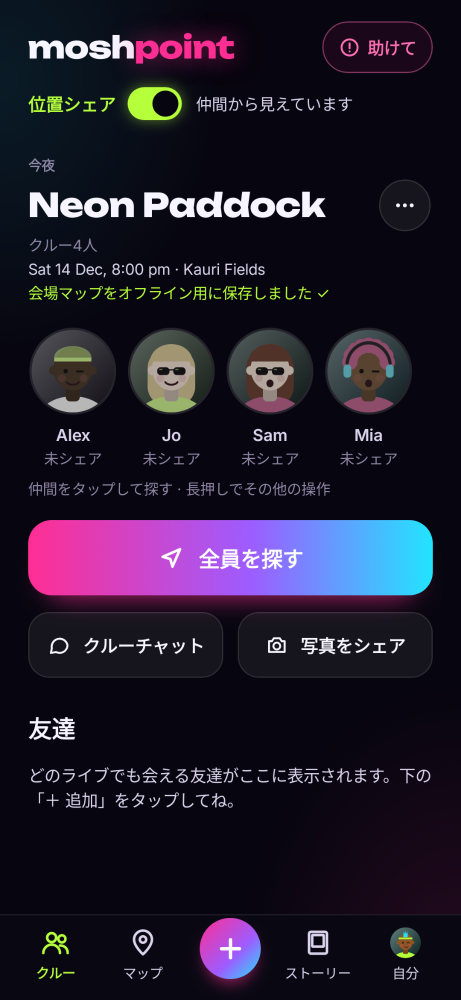 moshpoint
助けて
位置シェア
仲間から見えています
今夜
Neon Paddock
クルー4人
Sat 14 Dec, 8:00 pm · Kauri Fields
会場マップをオフライン用に保存しました ✓
Alex
Jo
Sam
Mia
未シェア
未シェア
未シェア
未シェア
仲間をタップして探す · 長押しでその他の操作
全員を探す
クルーチャット
写真をシェア
友達
どのライブでも会える友達がここに表示されます。下の
「＋ 追加」をタップしてね。
クルー
マップ
ストーリー
自分